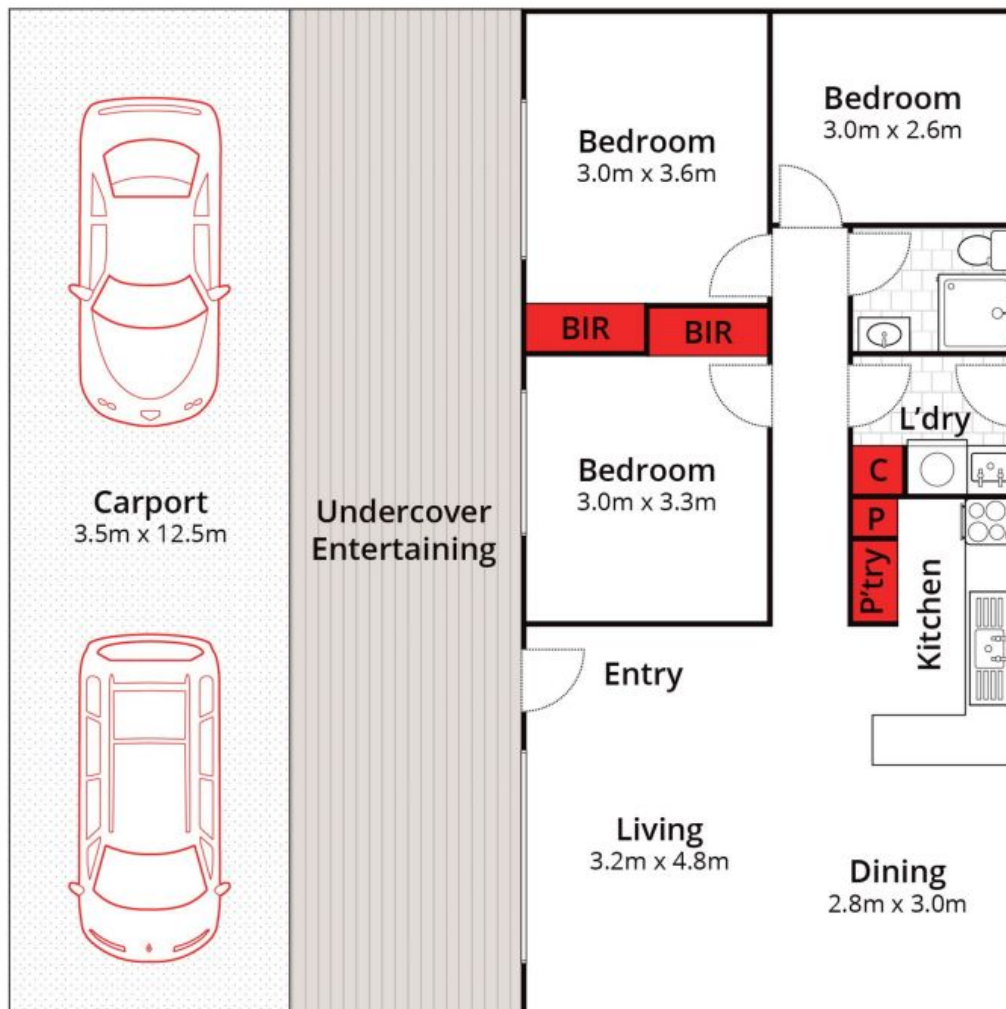 Bedroom
3.0m x 3.6m
Bedroom
3.0m x 2.6m
BIR
BIR
L’dry
Bedroom
3.0m x 3.3m
C
P
P’try
Kitchen
Carport
3.5m x 12.5m
Undercover
Entertaining
Entry
Living
3.2m x 4.8m
Dining
2.8m x 3.0m